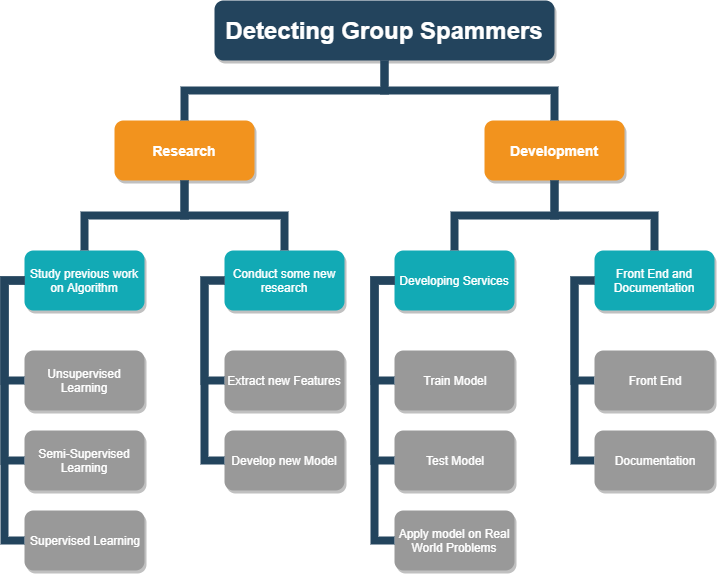 Detecting Group Spammers
Research
Development
Study previous work
on Algorithm
Conduct some new
research
Developing Services
Front End and
Documentation
Unsupervised
Learning
Extract new Features
Train Model
Front End
Semi-Supervised
Learning
Develop new Model
Test Model
Documentation
Supervised Learning
Apply model on Real
World Problems